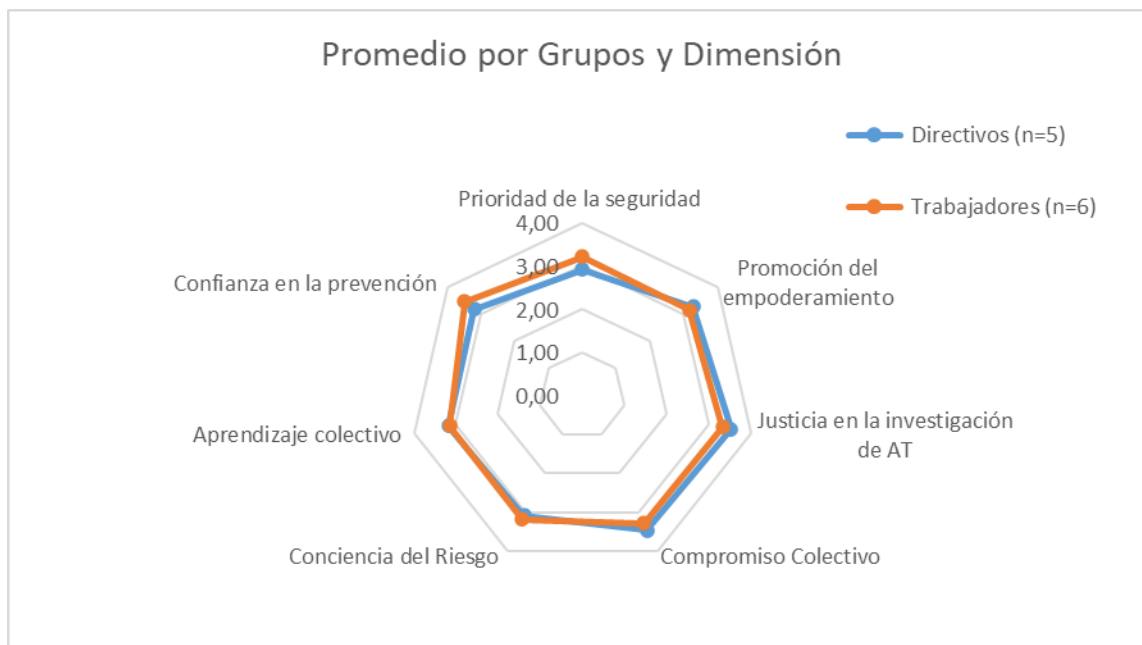 Promedio por Grupos y Dimensión
Directivos (n=5)
Trabajadores (n=6)
Prioridad de la seguridad
4,00
3,00
2,00
1,00
0,00
Promoción del
empoderamiento
Justicia en la investigación
de AT
Compromiso Colectivo
Conciencia del Riesgo
Aprendizaje colectivo
Confianza en la prevención